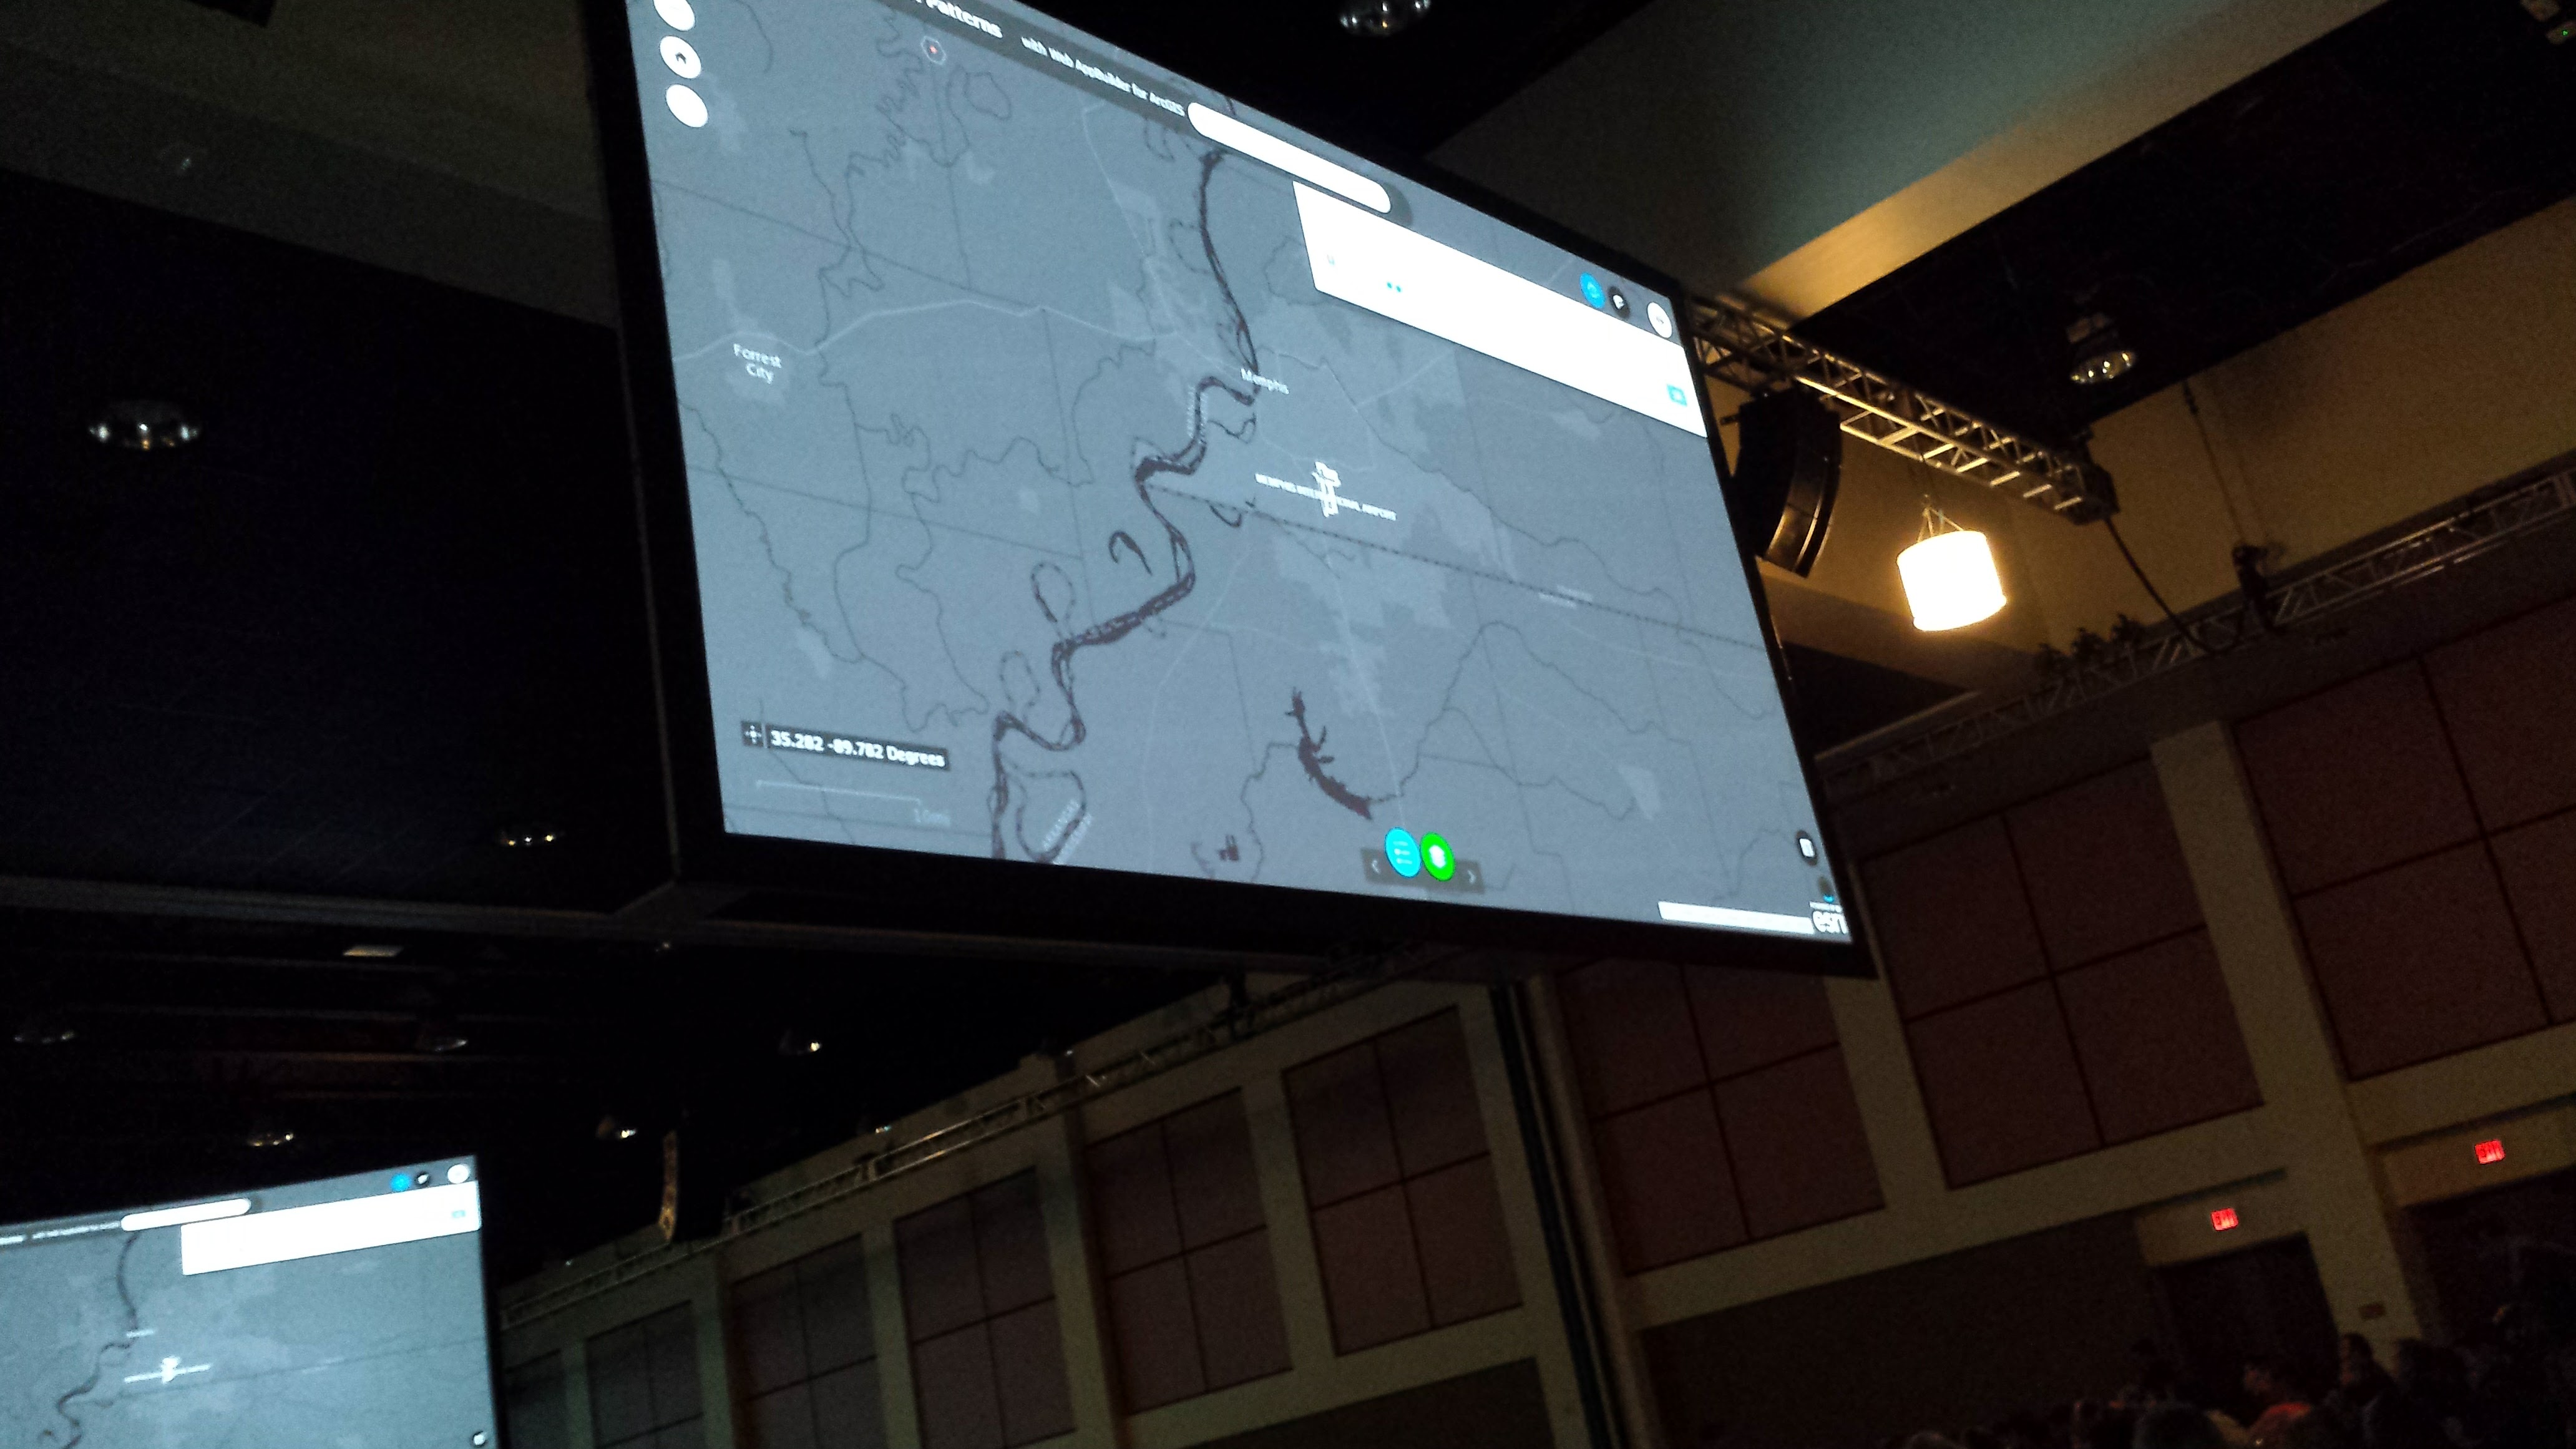 Patterns with Web AppBuilder for ArcGIS
Forrest
City
Memphis
MEMPHIS INTERNATIONAL AIRPORT
35.282 -89.782 Degrees
10mi
ARKANSAS
esri
EXIT
EXIT